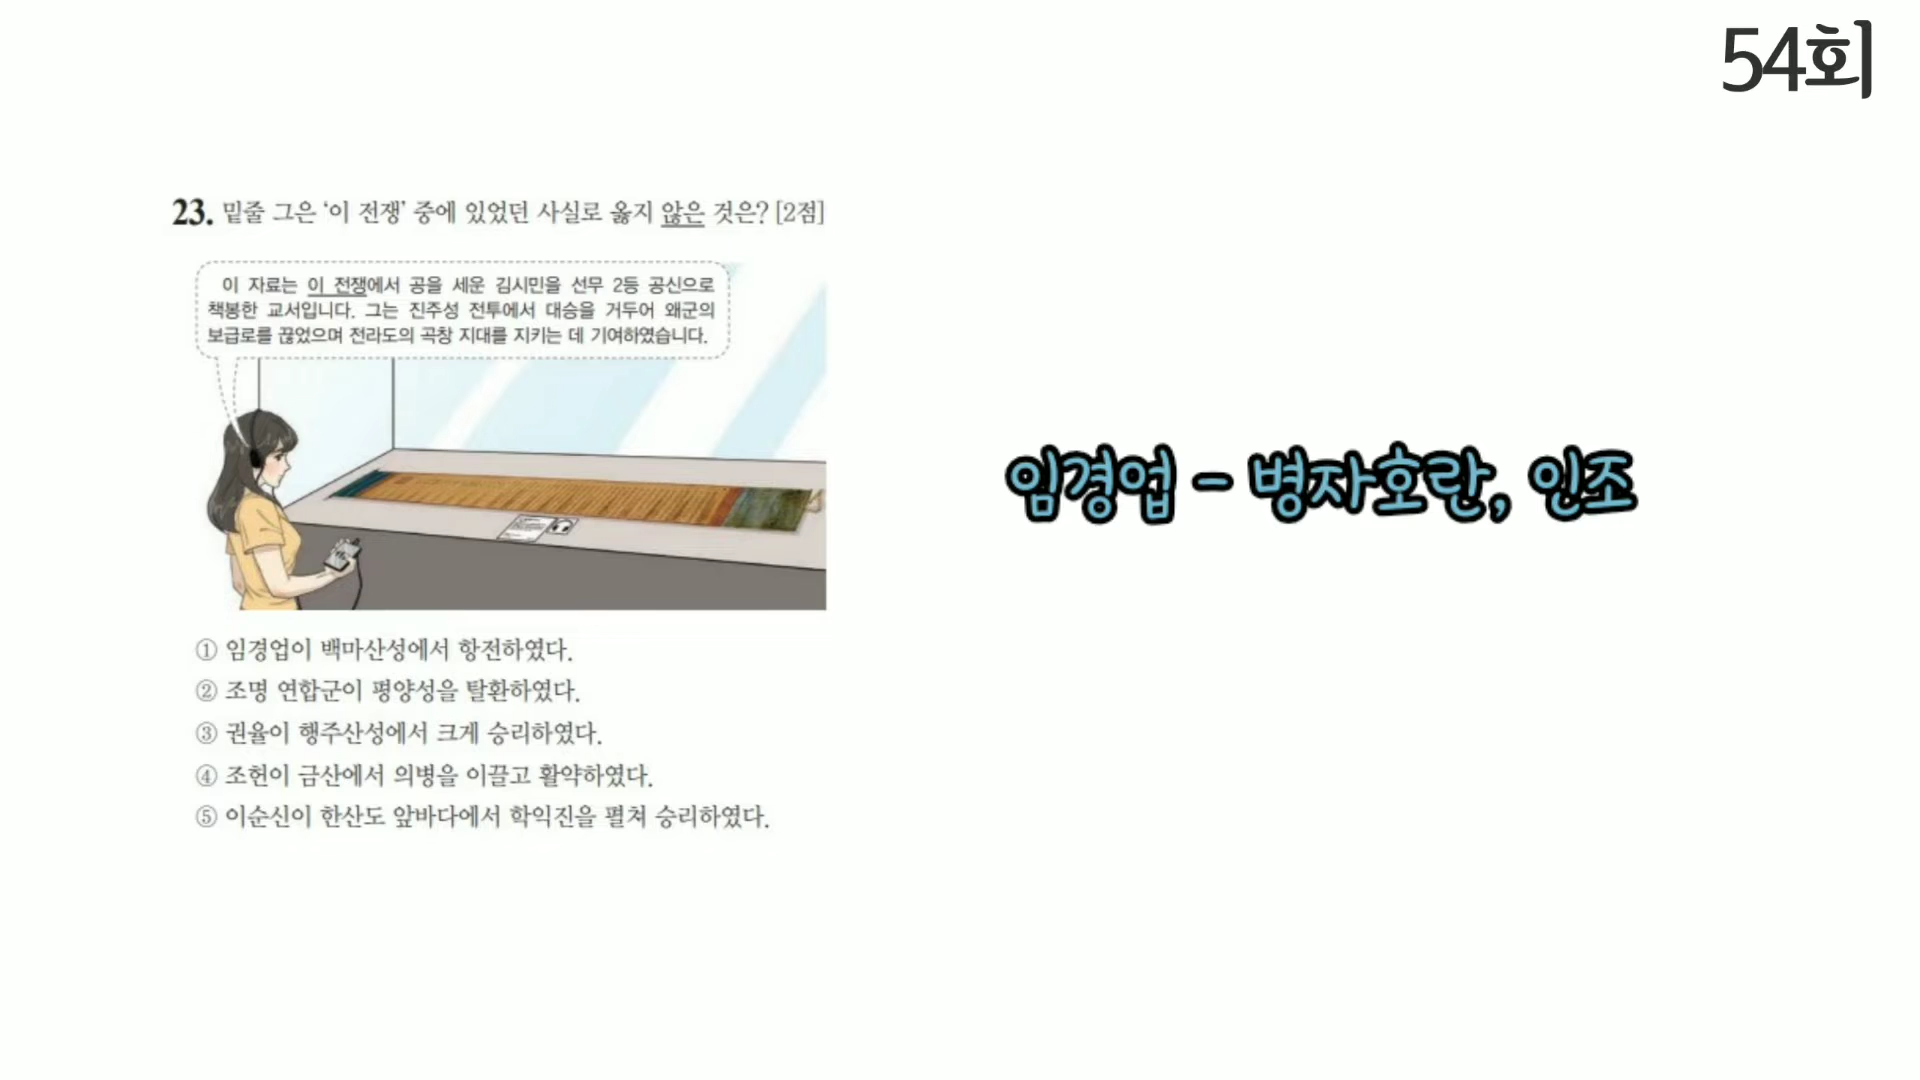 54회
23. 밑줄 그은 '이 전쟁' 중에 있었던 사실로 옳지 않은 것은? [2점]
이 자료는 이 전쟁에서 공을 세운 김시민을 선무 2등 공신으로
책봉한 교서입니다. 그는 진주성 전투에서 대승을 거두어 왜군의
보급로를 끊었으며 전라도의 곡창 지대를 지키는 데 기여하였습니다.
임경업 - 병자호란, 인조
① 임경업이 백마산성에서 항전하였다.
② 조명 연합군이 평양성을 탈환하였다.
③ 권율이 행주산성에서 크게 승리하였다.
④ 조헌이 금산에서 의병을 이끌고 활약하였다.
⑤ 이순신이 한산도 앞바다에서 학익진을 펼쳐 승리하였다.